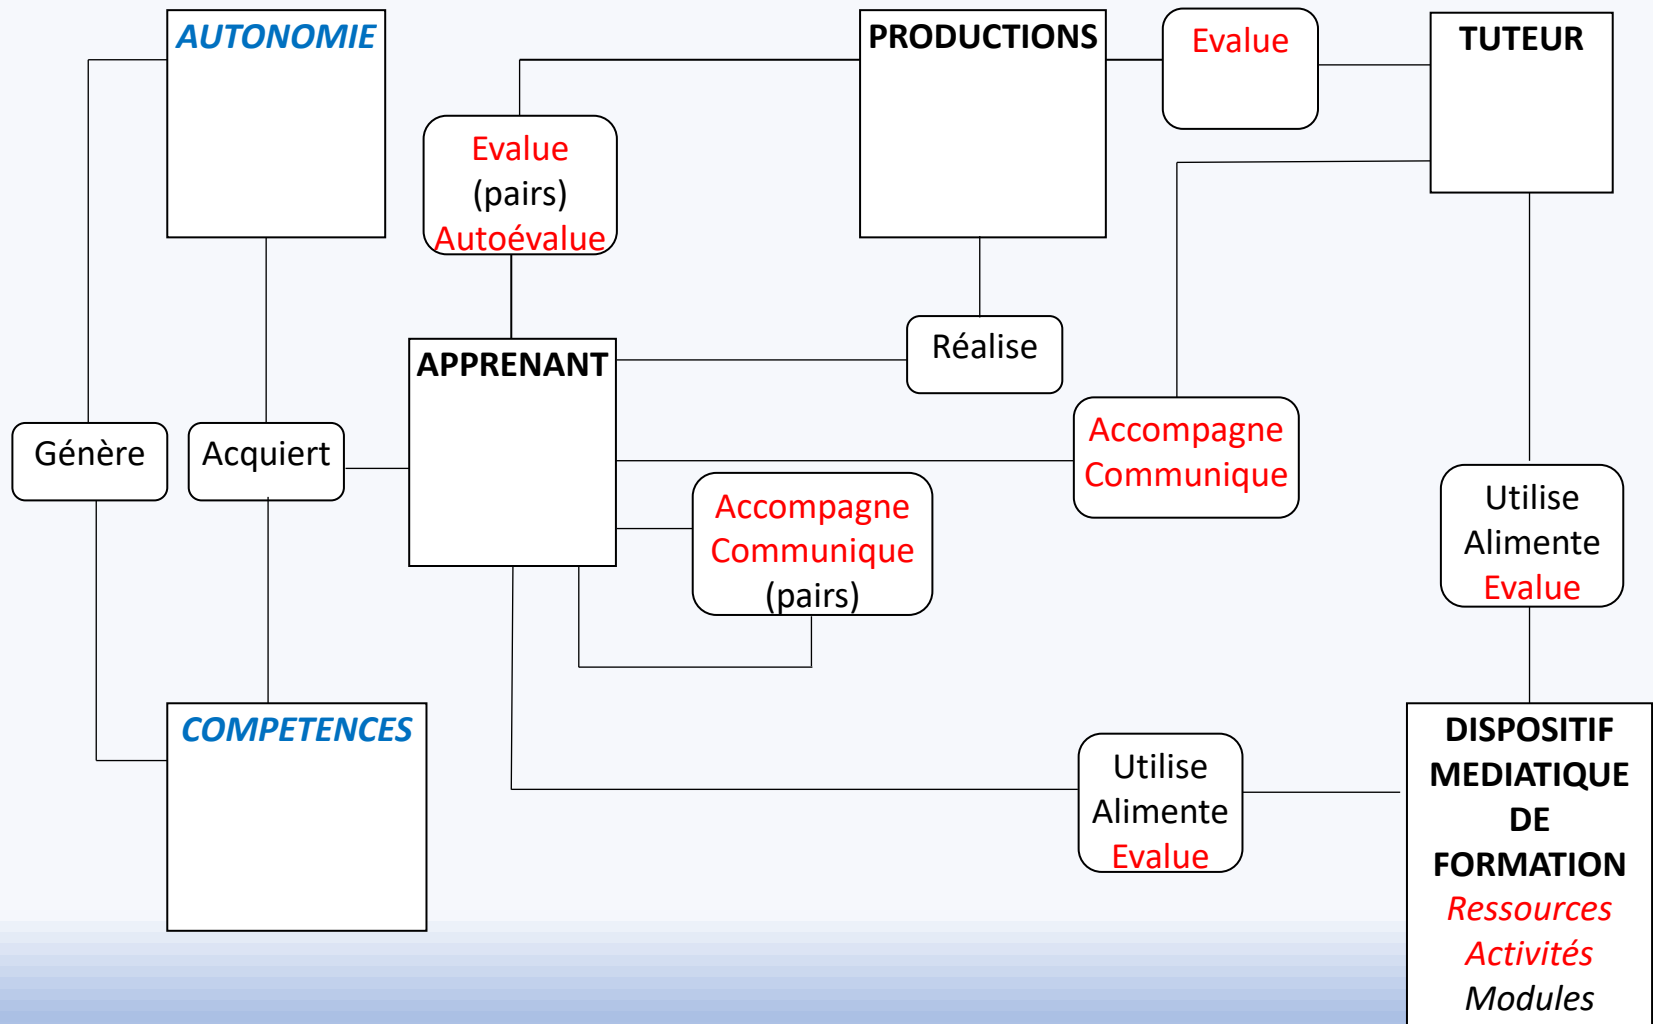 AUTONOMIE
PRODUCTIONS
Evalue
TUTEUR
Evalue
(pairs)
Autoévalue
APPRENANT
Réalise
Génère
Acquiert
Accompagne
Communique
Accompagne
Communique
(pairs)
Utilise
Alimente
Evalue
COMPETENCES
Utilise
Alimente
Evalue
DISPOSITIF
MEDIATIQUE
DE
FORMATION
Ressources
Activités
Modules